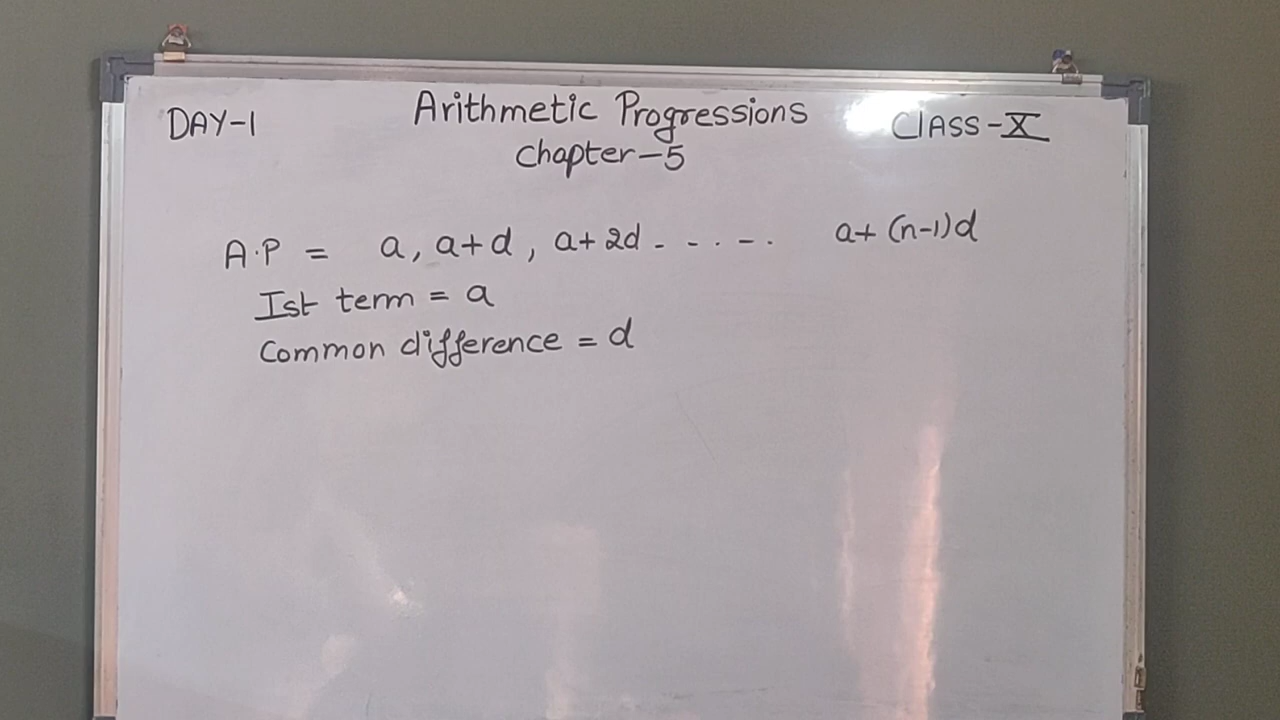 DAY-1 Arithmetic Progressions ClASS-X
Chapter-5
A.P = a, a+d, a+2d - - . - . a+(n-1)d
Ist term = a
Common difference = d